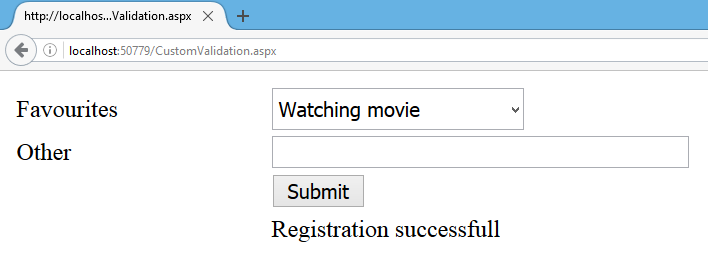 http://localhos...Validation.aspx
localhost:50779/CustomValidation.aspx
Favourites Watching movie
Other
Submit
Registration successfull